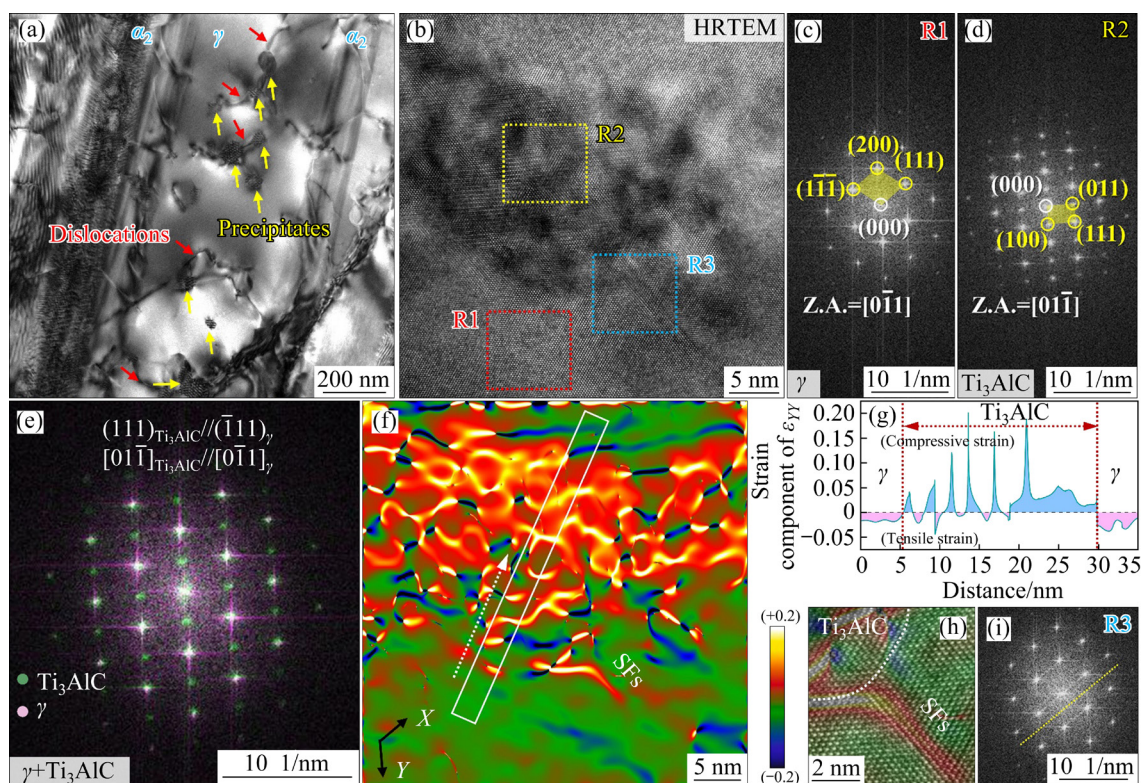 (a)
α₂
γ
α₂
Dislocations
Precipitates
200 nm
(b)
HRTEM
R2
R3
R1
5 nm
(c)
R1
(200)
(111)
(1̅1̅1̅)
(000)
Z.A.=[01̅1]
γ
10 1/nm
(d)
R2
(000)
(011)
(100)
(111)
Z.A.=[011̅]
Ti₃AlC
10 1/nm
(e)
(111)Ti₃AlC//(1̅11)γ
[011̅]Ti₃AlC//[01̅1]γ
Ti₃AlC
γ
γ+Ti₃AlC
10 1/nm
(f)
SFs
X
Y
5 nm
(+0.2)
(−0.2)
(g)
Strain
component of εYY
0.20
0.15
0.10
0.05
0
−0.05
Ti₃AlC
(Compressive strain)
γ
γ
(Tensile strain)
0 5 10 15 20 25 30 35
Distance/nm
(h)
Ti₃AlC
SFs
2 nm
(i)
R3
10 1/nm